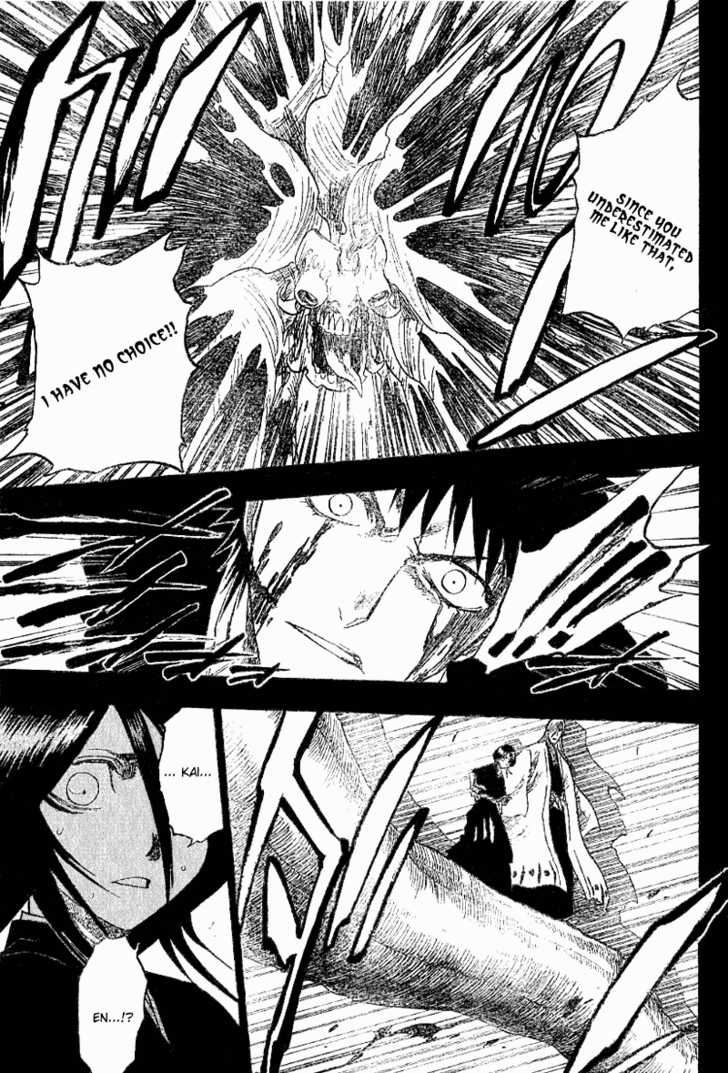 SINCE YOU
UNDERESTIMATED
ME LIKE THAT,
I HAVE NO CHOICE!!
... KAI...
EN...!?